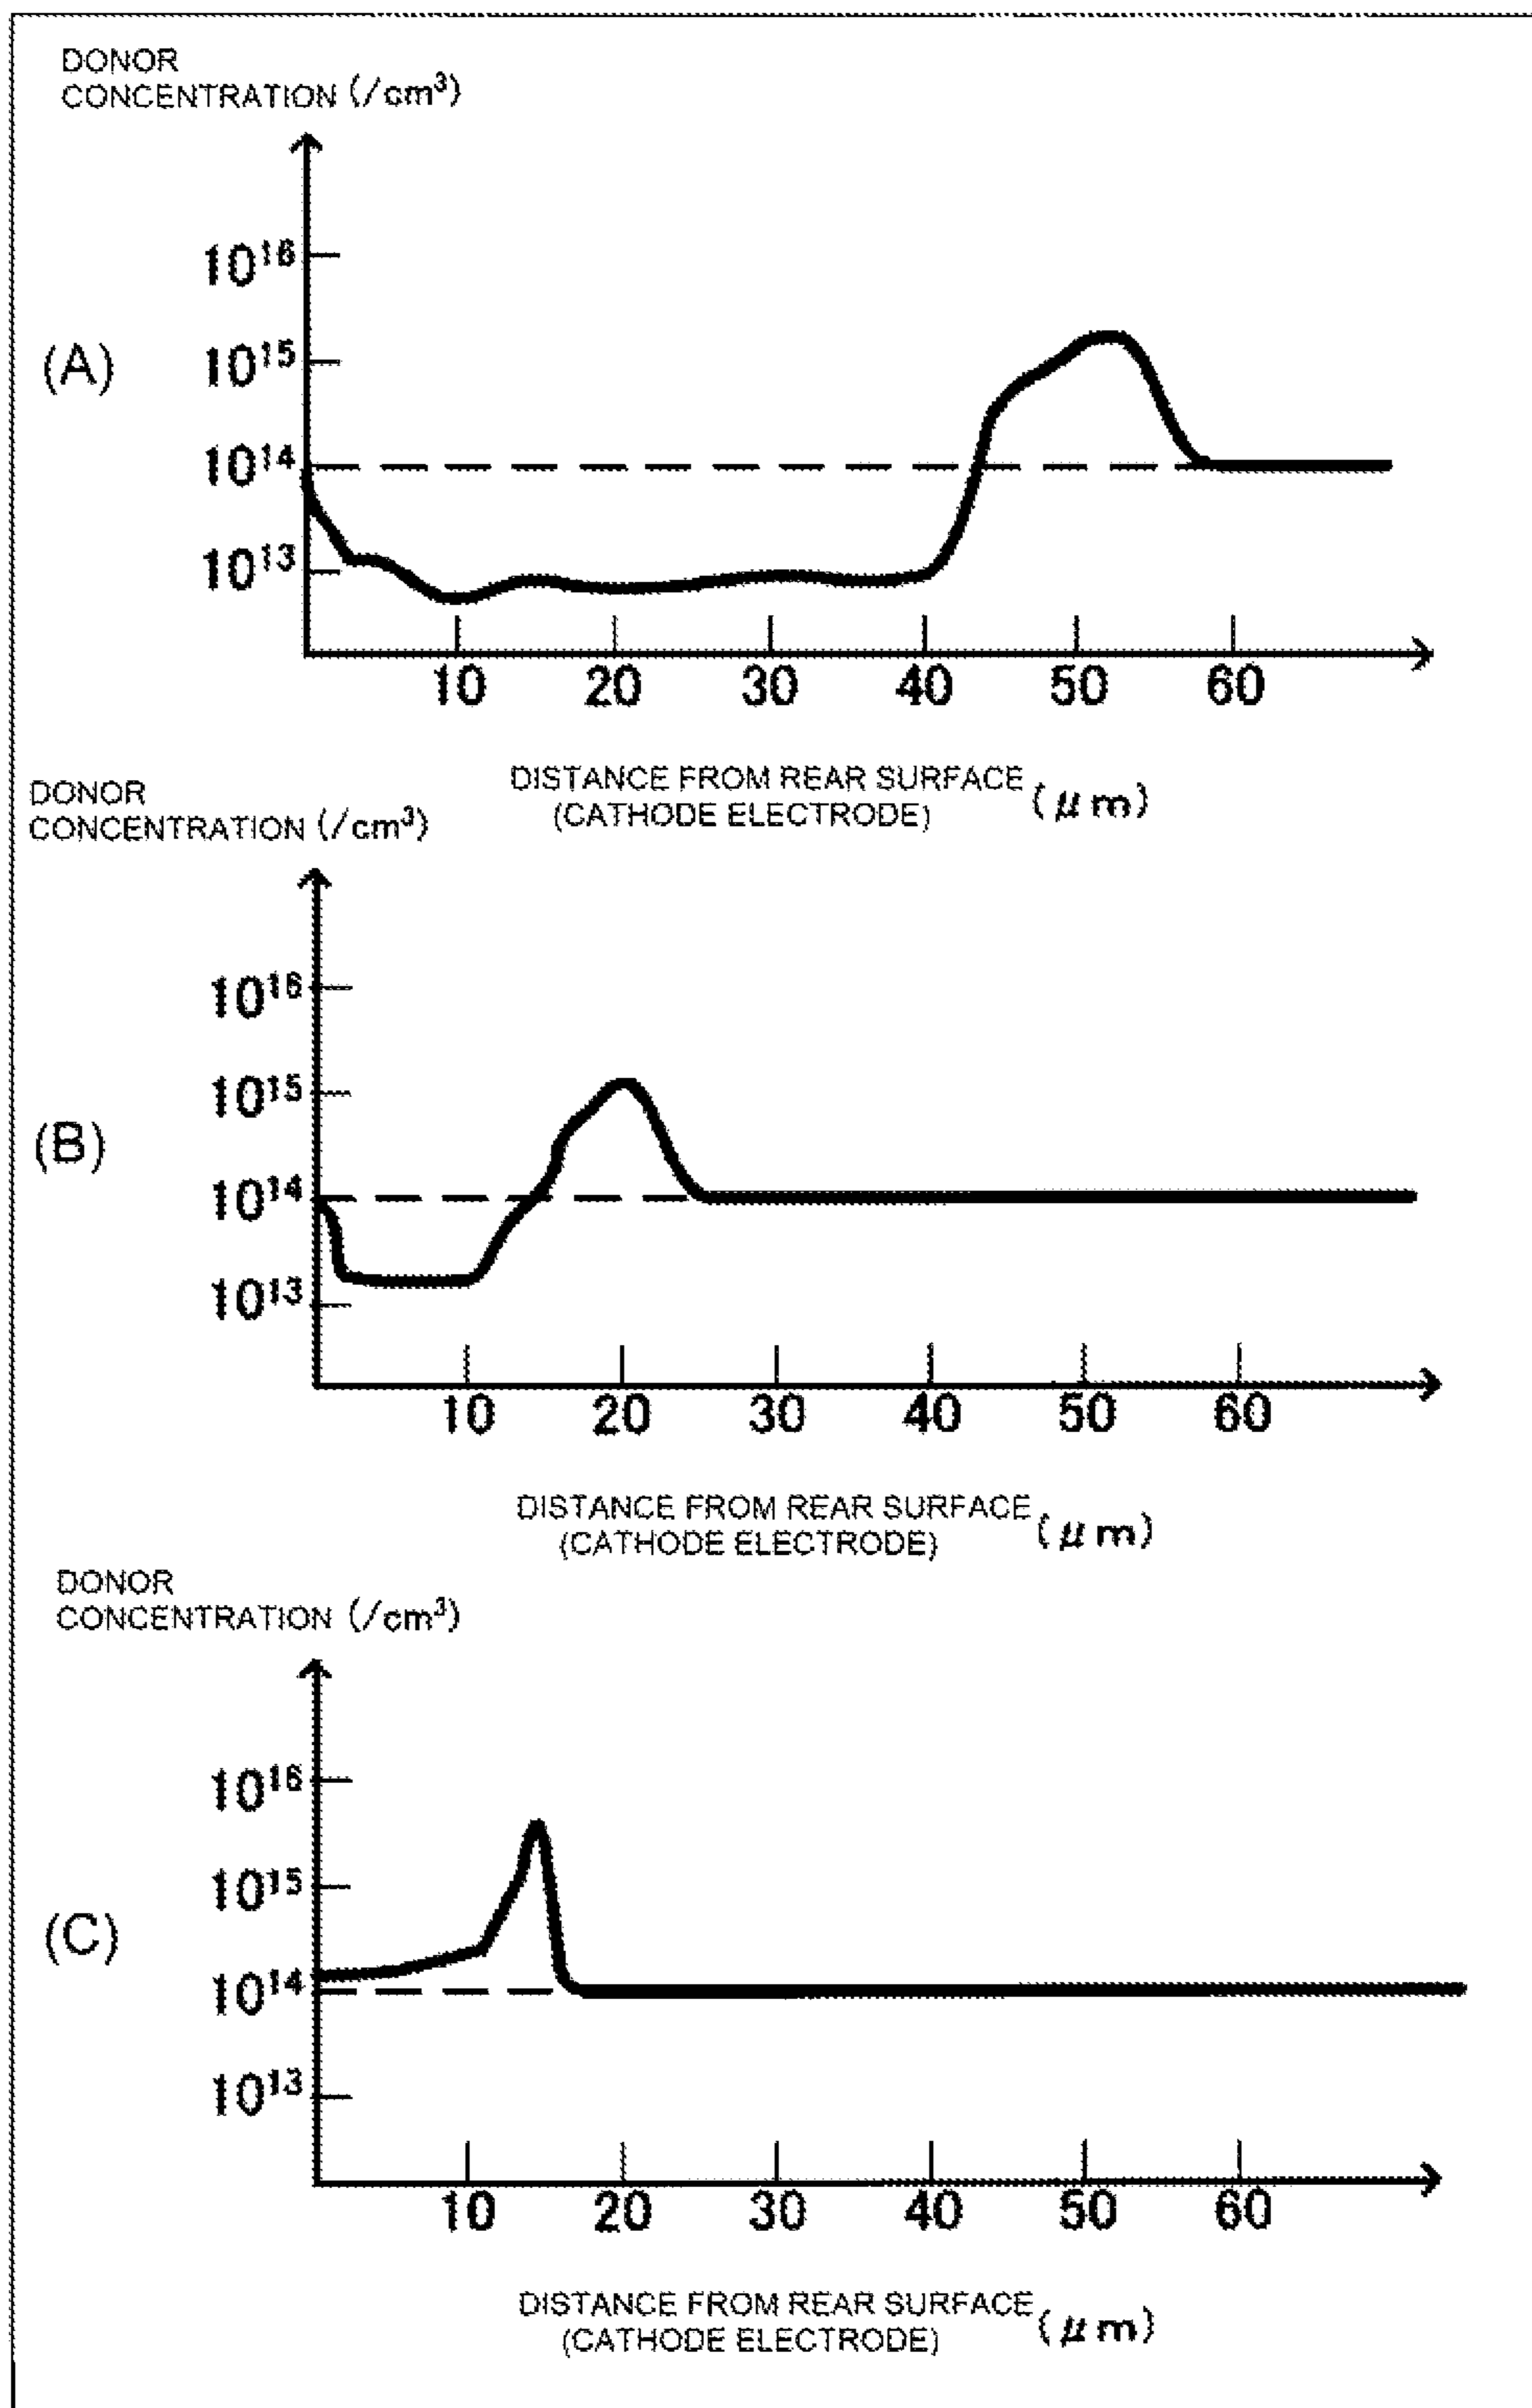 DONOR
CONCENTRATION (/cm³)
10¹⁶
(A)
10¹⁵
10¹⁴
10¹³
10 20 30 40 50 60
DISTANCE FROM REAR SURFACE (μm)
(CATHODE ELECTRODE)
DONOR
CONCENTRATION (/cm³)
10¹⁶
10¹⁵
(B)
10¹⁴
10¹³
10 20 30 40 50 60
DISTANCE FROM REAR SURFACE (μm)
(CATHODE ELECTRODE)
DONOR
CONCENTRATION (/cm³)
10¹⁶
10¹⁵
(C)
10¹⁴
10¹³
10 20 30 40 50 60
DISTANCE FROM REAR SURFACE (μm)
(CATHODE ELECTRODE)